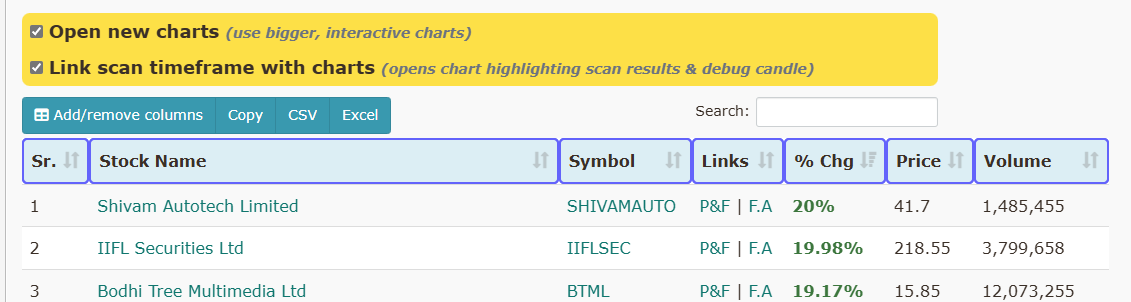 Open new charts (use bigger, interactive charts)
Link scan timeframe with charts (opens chart highlighting scan results & debug candle)
Add/remove columns Copy CSV Excel Search:
Sr. Stock Name Symbol Links % Chg Price Volume
1 Shivam Autotech Limited SHIVAMAUTO P&F | F.A 20% 41.7 1,485,455
2 IIFL Securities Ltd IIFLSEC P&F | F.A 19.98% 218.55 3,799,658
3 Bodhi Tree Multimedia Ltd BTML P&F | F.A 19.17% 15.85 12,073,255